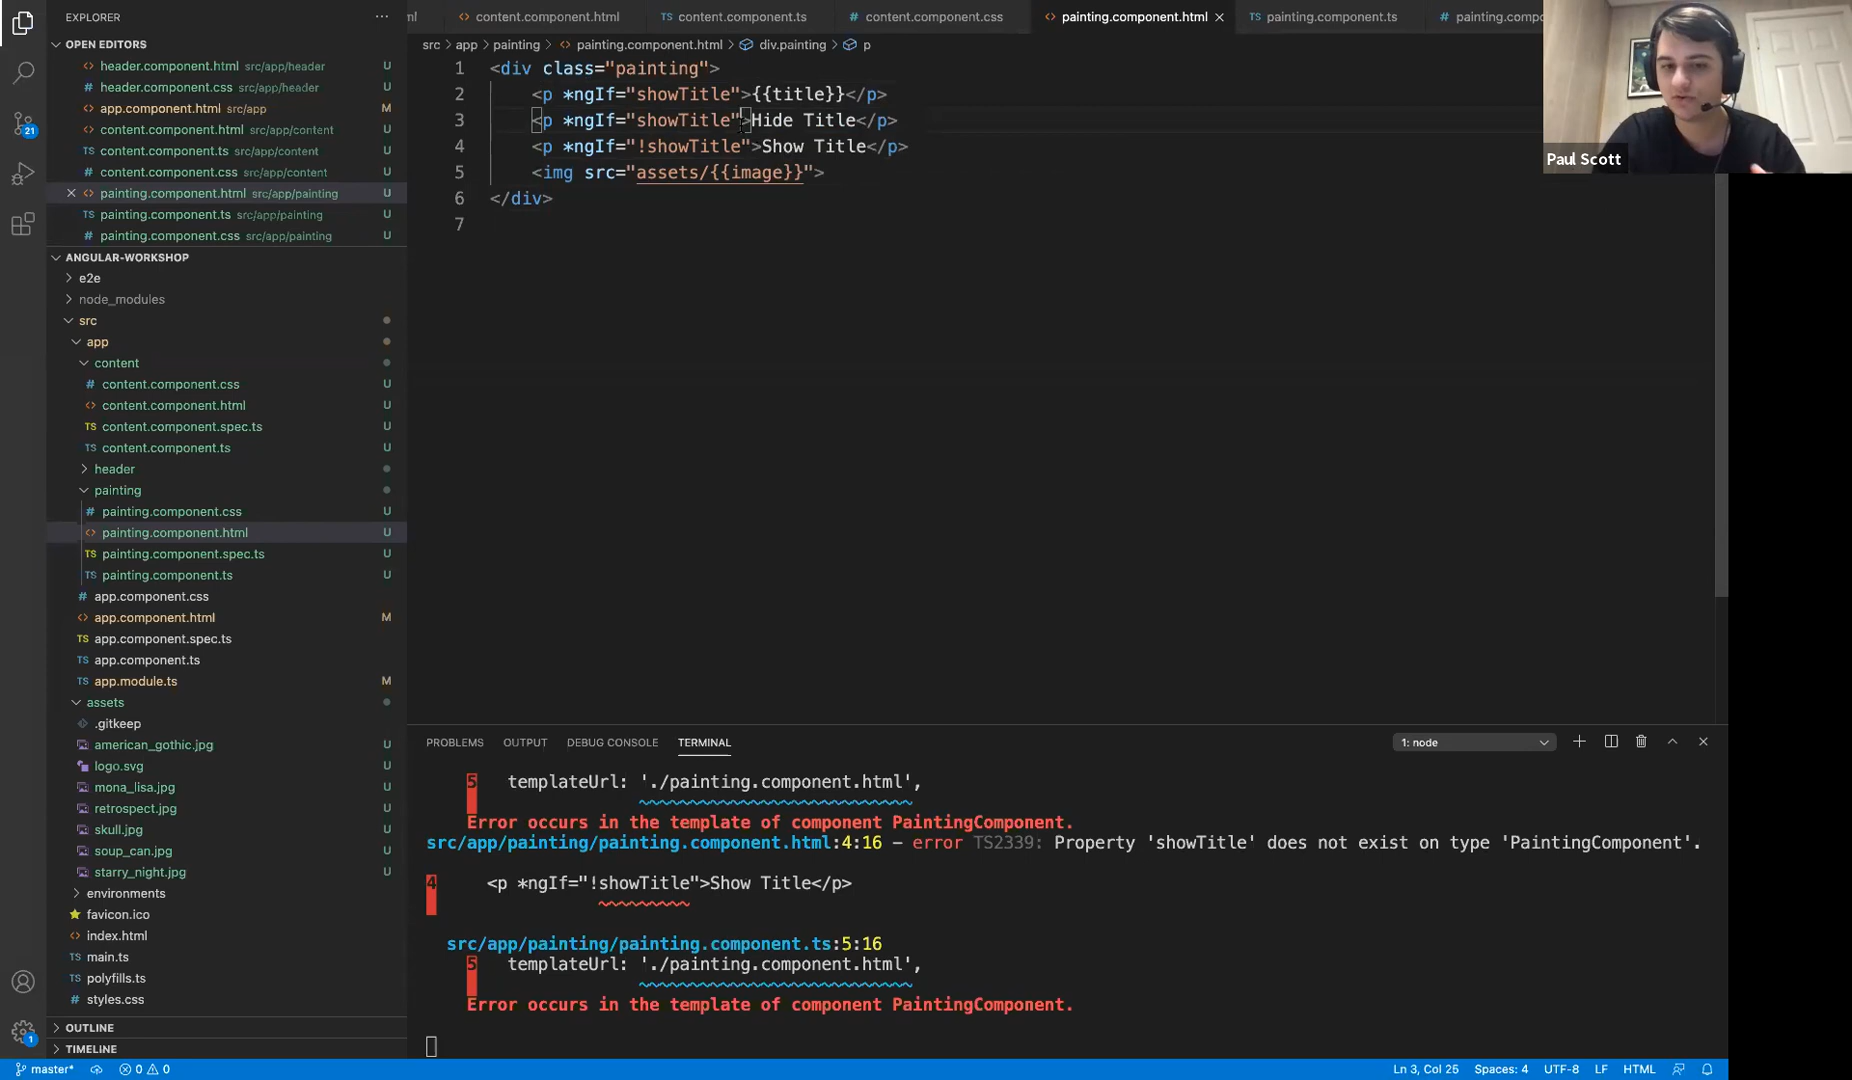 EXPLORER
···
ml
content.component.html
content.component.ts
content.component.css
painting.component.html
painting.component.ts
painting.compo
OPEN EDITORS
header.component.html src/app/header U
header.component.css src/app/header U
app.component.html src/app M
content.component.html src/app/content U
content.component.ts src/app/content U
content.component.css src/app/content U
painting.component.html src/app/painting U
painting.component.ts src/app/painting U
painting.component.css src/app/painting U
ANGULAR-WORKSHOP
e2e
node_modules
src
app
content
content.component.css U
content.component.html U
content.component.spec.ts U
content.component.ts U
header
painting
painting.component.css U
painting.component.html U
painting.component.spec.ts U
painting.component.ts U
app.component.css
app.component.html M
app.component.spec.ts
app.component.ts
app.module.ts M
assets
.gitkeep
american_gothic.jpg U
logo.svg U
mona_lisa.jpg U
retrospect.jpg U
skull.jpg U
soup_can.jpg U
starry_night.jpg U
environments
favicon.ico
index.html
main.ts
polyfills.ts
styles.css
OUTLINE
TIMELINE
21
1
src > app > painting > painting.component.html > div.painting > p
1 <div class="painting">
2 <p *ngIf="showTitle">{{title}}</p>
3 <p *ngIf="showTitle">Hide Title</p>
4 <p *ngIf="!showTitle">Show Title</p>
5 <img src="assets/{{image}}">
6 </div>
7
Paul Scott
PROBLEMS OUTPUT DEBUG CONSOLE TERMINAL 1: node
5 templateUrl: './painting.component.html',
Error occurs in the template of component PaintingComponent.
src/app/painting/painting.component.html:4:16 - error TS2339: Property 'showTitle' does not exist on type 'PaintingComponent'.
4 <p *ngIf="!showTitle">Show Title</p>
src/app/painting/painting.component.ts:5:16
5 templateUrl: './painting.component.html',
Error occurs in the template of component PaintingComponent.
master* 0 0 Ln 3, Col 25 Spaces: 4 UTF-8 LF HTML